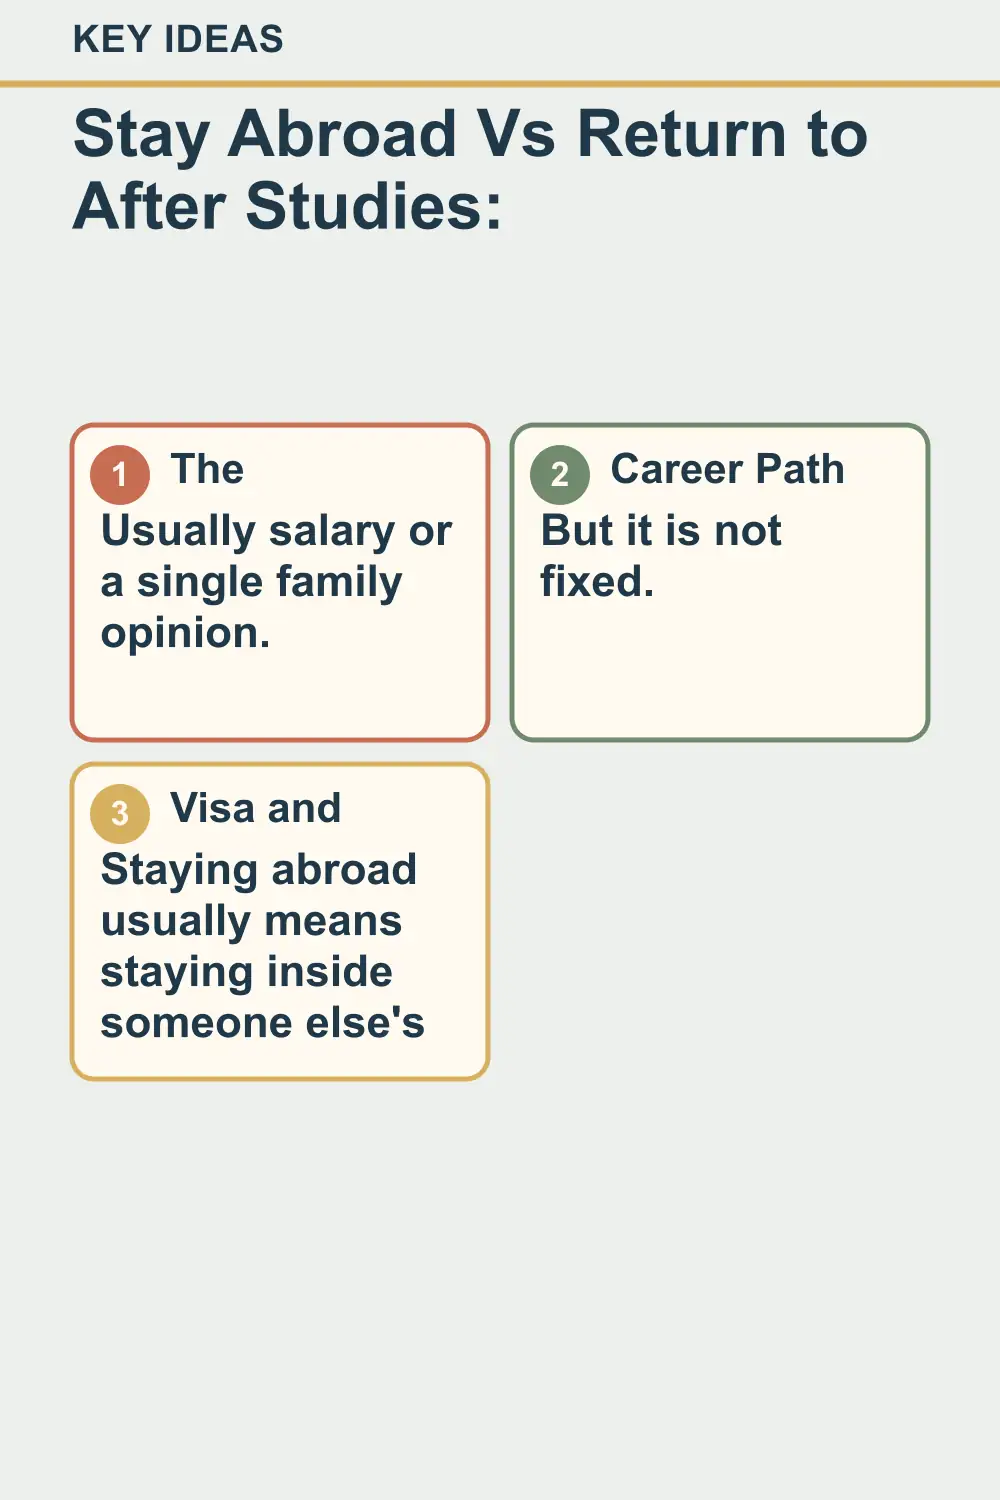 KEY IDEAS
Stay Abroad Vs Return to
After Studies:
1 The
Usually salary or
a single family
opinion.
2 Career Path
But it is not
fixed.
3 Visa and
Staying abroad
usually means
staying inside
someone else's